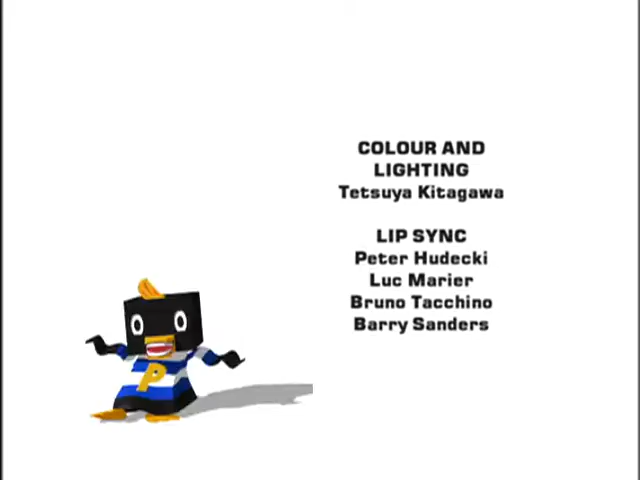 COLOUR AND
LIGHTING
Tetsuya Kitagawa
LIP SYNC
Peter Hudecki
Luc Marier
Bruno Tacchino
Barry Sanders
P